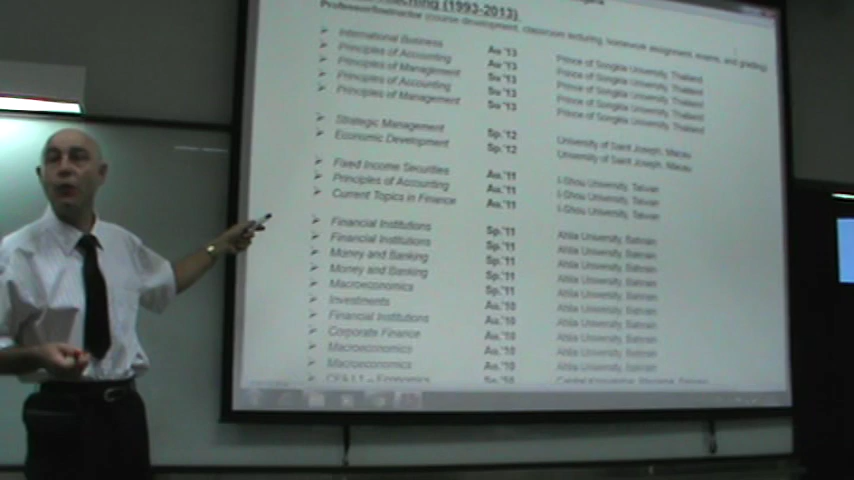 (1993-2013)
Professor/Instructor (course development, classroom lecturing, homework assignment, exams, and grading)
International Business Au '13 Prince of Songkla University, Thailand
Principles of Accounting Au '13 Prince of Songkla University, Thailand
Principles of Management Su '13 Prince of Songkla University, Thailand
Principles of Accounting Su '13 Prince of Songkla University, Thailand
Principles of Management Su '13 Prince of Songkla University, Thailand
Strategic Management Sp.'12 University of Saint Joseph, Macau
Economic Development Sp.'12 University of Saint Joseph, Macau
Fixed Income Securities Au.'11 I-Shou University, Taiwan
Principles of Accounting Au.'11 I-Shou University, Taiwan
Current Topics in Finance Au.'11 I-Shou University, Taiwan
Financial Institutions Sp.'11 Ahlia University, Bahrain
Financial Institutions Sp.'11 Ahlia University, Bahrain
Money and Banking Sp.'11 Ahlia University, Bahrain
Money and Banking Sp.'11 Ahlia University, Bahrain
Macroeconomics Sp.'11 Ahlia University, Bahrain
Investments Au.'10 Ahlia University, Bahrain
Financial Institutions Au.'10 Ahlia University, Bahrain
Corporate Finance Au.'10 Ahlia University, Bahrain
Macroeconomics Au.'10 Ahlia University, Bahrain
Macroeconomics Au.'10 Ahlia University, Bahrain
Economics